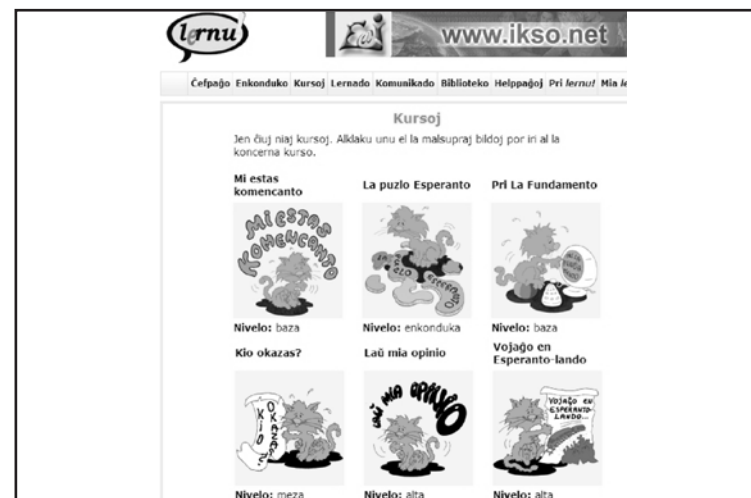 lernu!
www.ikso.net
Ĉefpaĝo Enkonduko Kursoj Lernado Komunikado Biblioteko Helppaĝoj Pri lernu! Mia le
Kursoj
Jen ĉiuj niaj kursoj. Alklaku unu el la malsupraj bildoj por iri al la
koncerna kurso.
Mi estas
komencanto
La puzlo Esperanto
Pri La Fundamento
MI ESTAS
KOMENCANTO
Nivelo: baza
Nivelo: enkonduka
Nivelo: baza
Kio okazas?
Laŭ mia opinio
Vojaĝo en
Esperanto-lando
KIO
OKAZAS?
LAŬ MIA OPINIO
VOJAĜO EN
ESPERANTO-
LANDO...
Nivelo: meza
Nivelo: alta
Nivelo: alta